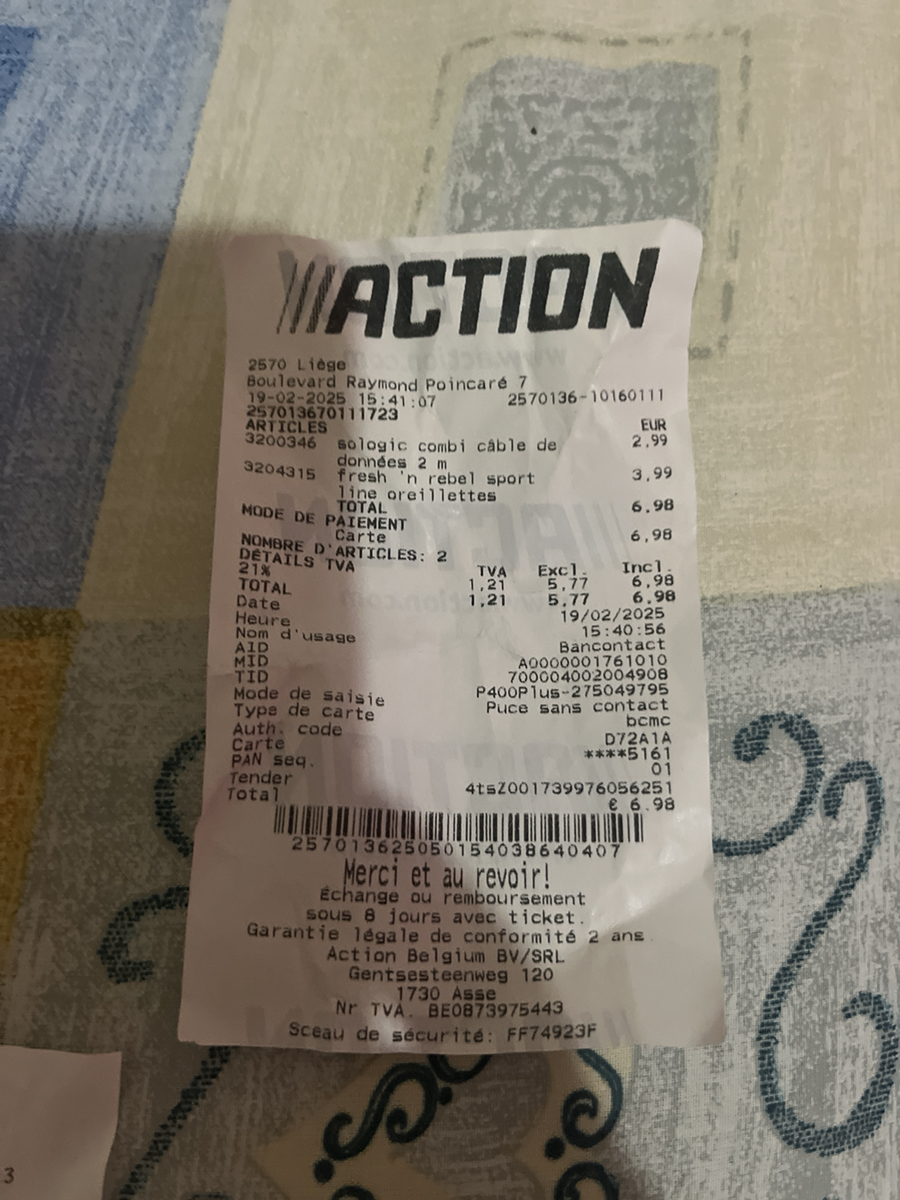 ACTION
2570 Liège
Boulevard Raymond Poincaré 7
19-02-2025 15:41:07 2570136-10160111
257013670111723
ARTICLES EUR
3200346 sologic combi câble de 2,99
données 2 m
3204315 fresh 'n rebel sport 3,99
line oreillettes
TOTAL 6,98
MODE DE PAIEMENT
Carte 6,98
NOMBRE D'ARTICLES: 2
DÉTAILS TVA
21% TVA Excl. Incl.
TOTAL 1,21 5,77 6,98
Date 1,21 5,77 6,98
Heure 19/02/2025
Nom d'usage 15:40:56
AID Bancontact
MID A0000001761010
TID 700004002004908
Mode de saisie P400Plus-275049795
Type de carte Puce sans contact
Auth. code bcmc
Carte D72A1A
PAN seq. ****5161
Tender 01
Total 4tsZ001739976056251
€ 6.98
257013625050154038640407
Merci et au revoir!
Échange ou remboursement
sous 8 jours avec ticket.
Garantie légale de conformité 2 ans
Action Belgium BV/SRL
Gentsesteenweg 120
1730 Asse
Nr TVA. BE0873975443
Sceau de sécurité: FF74923F
3